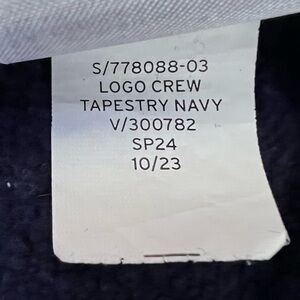 S/778088-03
LOGO CREW
TAPESTRY NAVY
V/300782
SP24
10/23